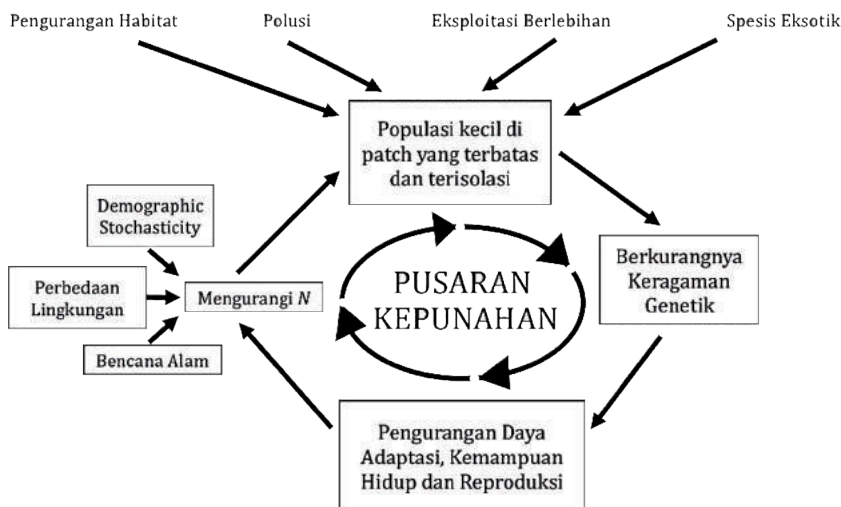 Pengurangan Habitat
Polusi
Eksploitasi Berlebihan
Spesis Eksotik
Populasi kecil di
patch yang terbatas
dan terisolasi
Demographic
Stochasticity
Perbedaan
Lingkungan
Mengurangi N
Bencana Alam
PUSARAN
KEPUNAHAN
Berkurangnya
Keragaman
Genetik
Pengurangan Daya
Adaptasi, Kemampuan
Hidup dan Reproduksi